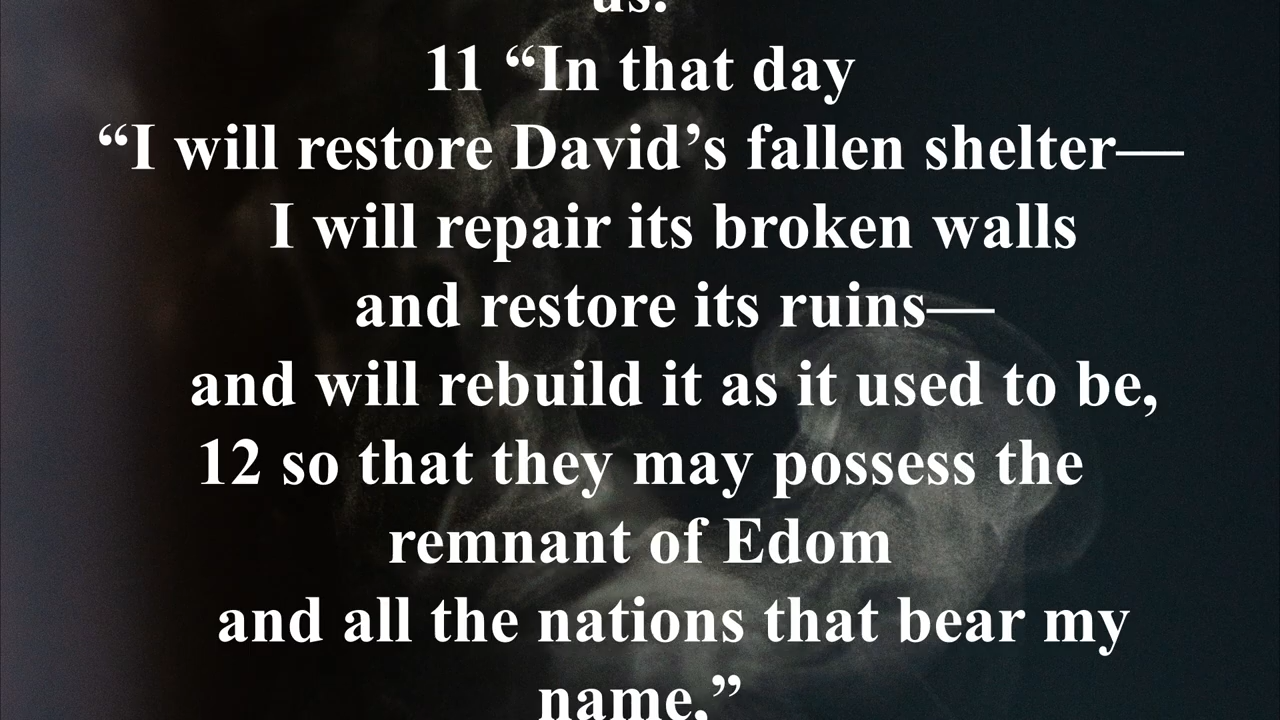 us.’
11 “In that day
“I will restore David’s fallen shelter—
I will repair its broken walls
and restore its ruins—
and will rebuild it as it used to be,
12 so that they may possess the
remnant of Edom
and all the nations that bear my
name,”